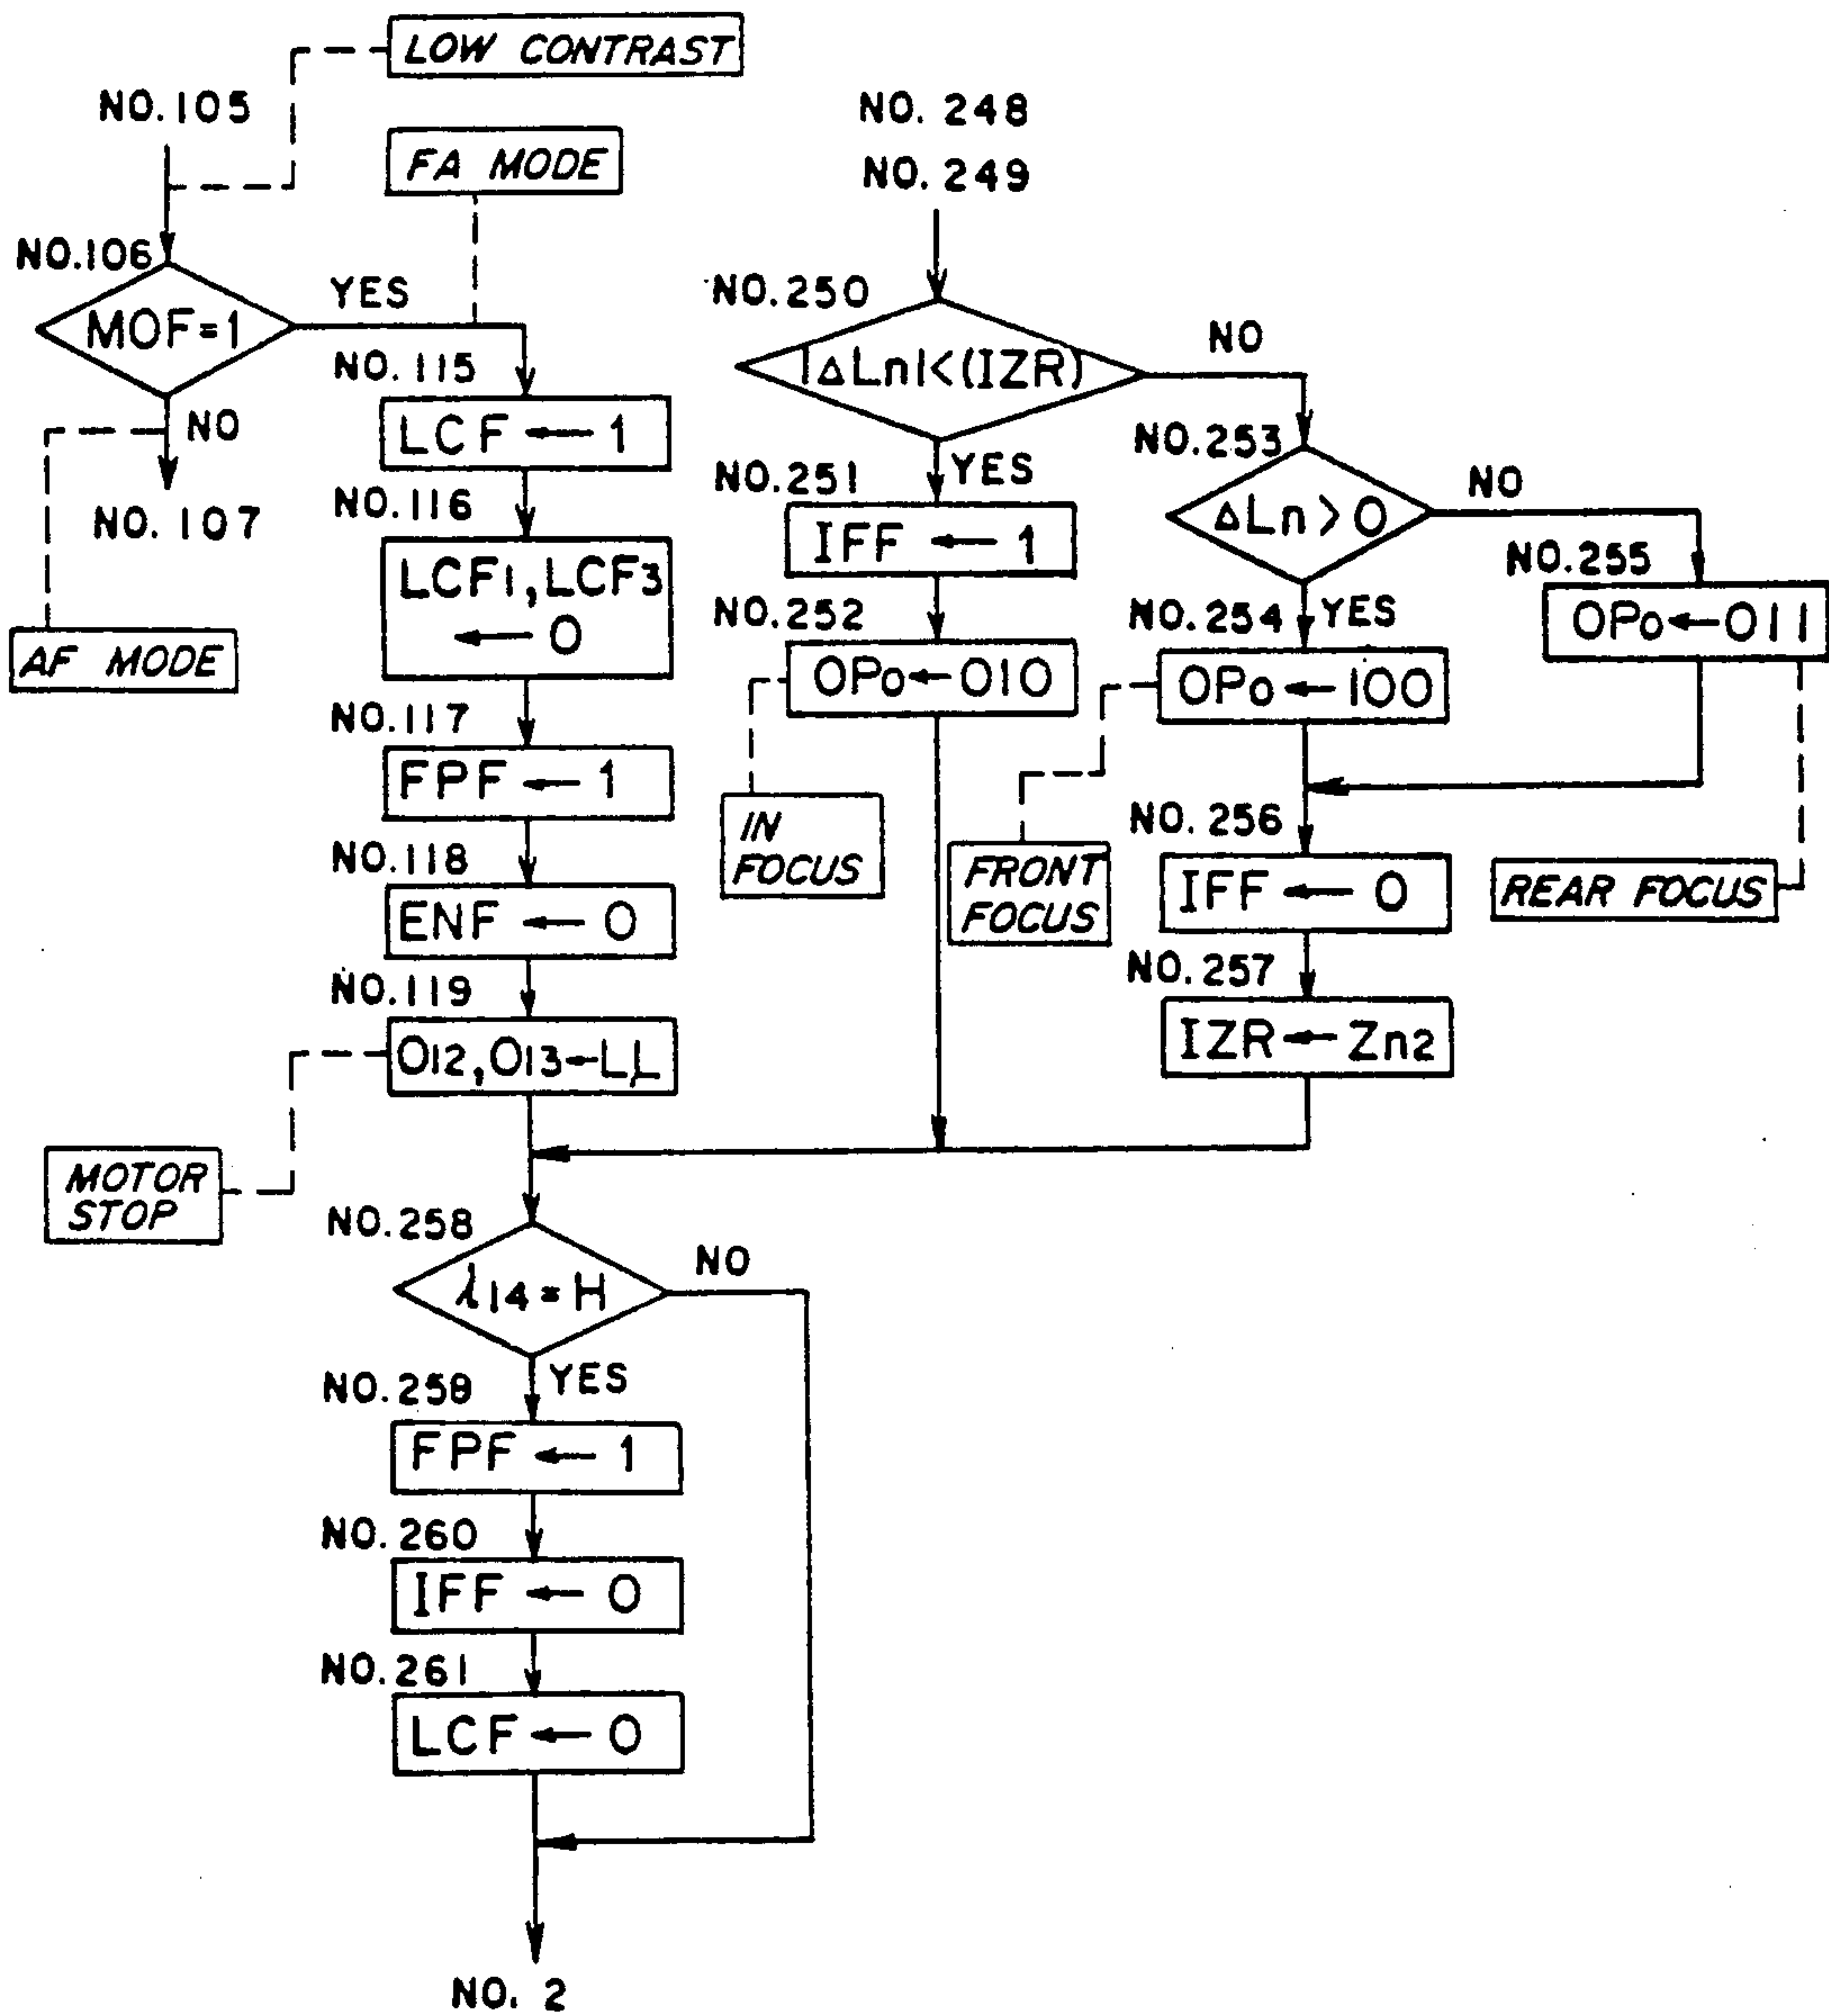 LOW CONTRAST
NO.105
FA MODE
NO.106
MOF=1
YES
NO
NO. 107
AF MODE
NO.115
LCF ← 1
NO.116
LCF1, LCF3
← 0
NO.117
FPF ← 1
NO.118
ENF ← 0
NO.119
O12, O13←LL
MOTOR
STOP
NO. 248
NO. 249
NO.250
|ΔLn|<(IZR)
NO
YES
NO.251
IFF ← 1
NO.252
OPo←010
IN
FOCUS
NO.253
ΔLn>0
NO
YES
NO.254
OPo←100
FRONT
FOCUS
NO.255
OPo←011
REAR FOCUS
NO.256
IFF ← 0
NO.257
IZR ← Zn2
NO.258
λ14=H
NO
YES
NO.259
FPF ← 1
NO.260
IFF ← 0
NO.261
LCF ← 0
NO. 2